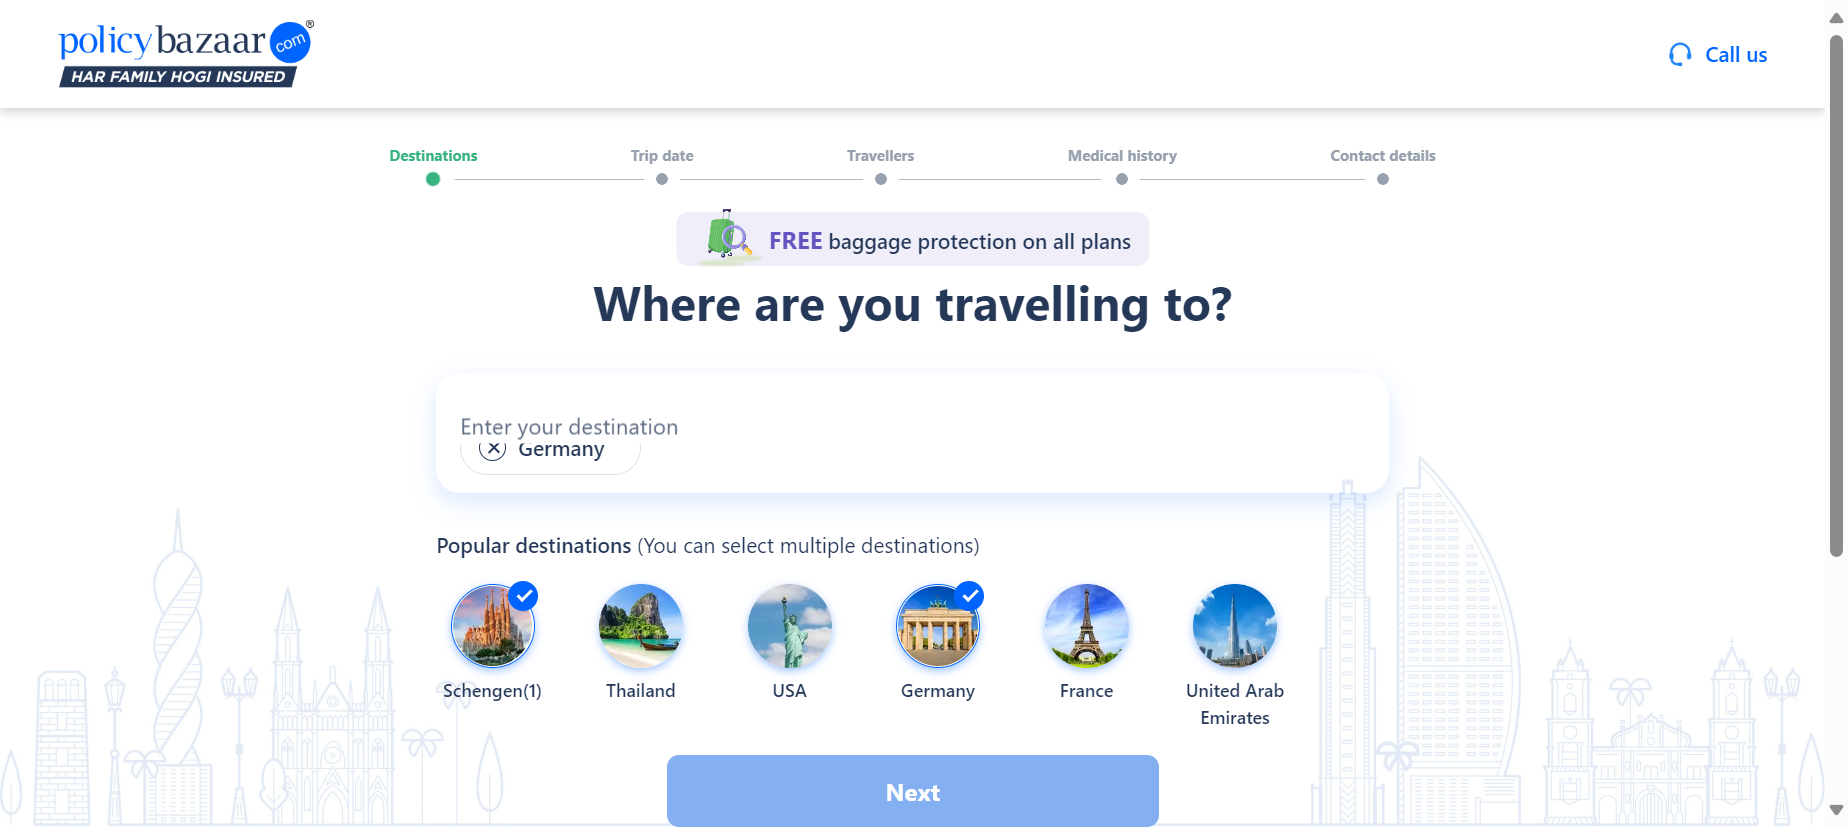 policybazaar com ®
HAR FAMILY HOGI INSURED
Call us
Destinations
Trip date
Travellers
Medical history
Contact details
FREE baggage protection on all plans
Where are you travelling to?
Enter your destination
Germany
Popular destinations (You can select multiple destinations)
Schengen(1)
Thailand
USA
Germany
France
United Arab
Emirates
Next